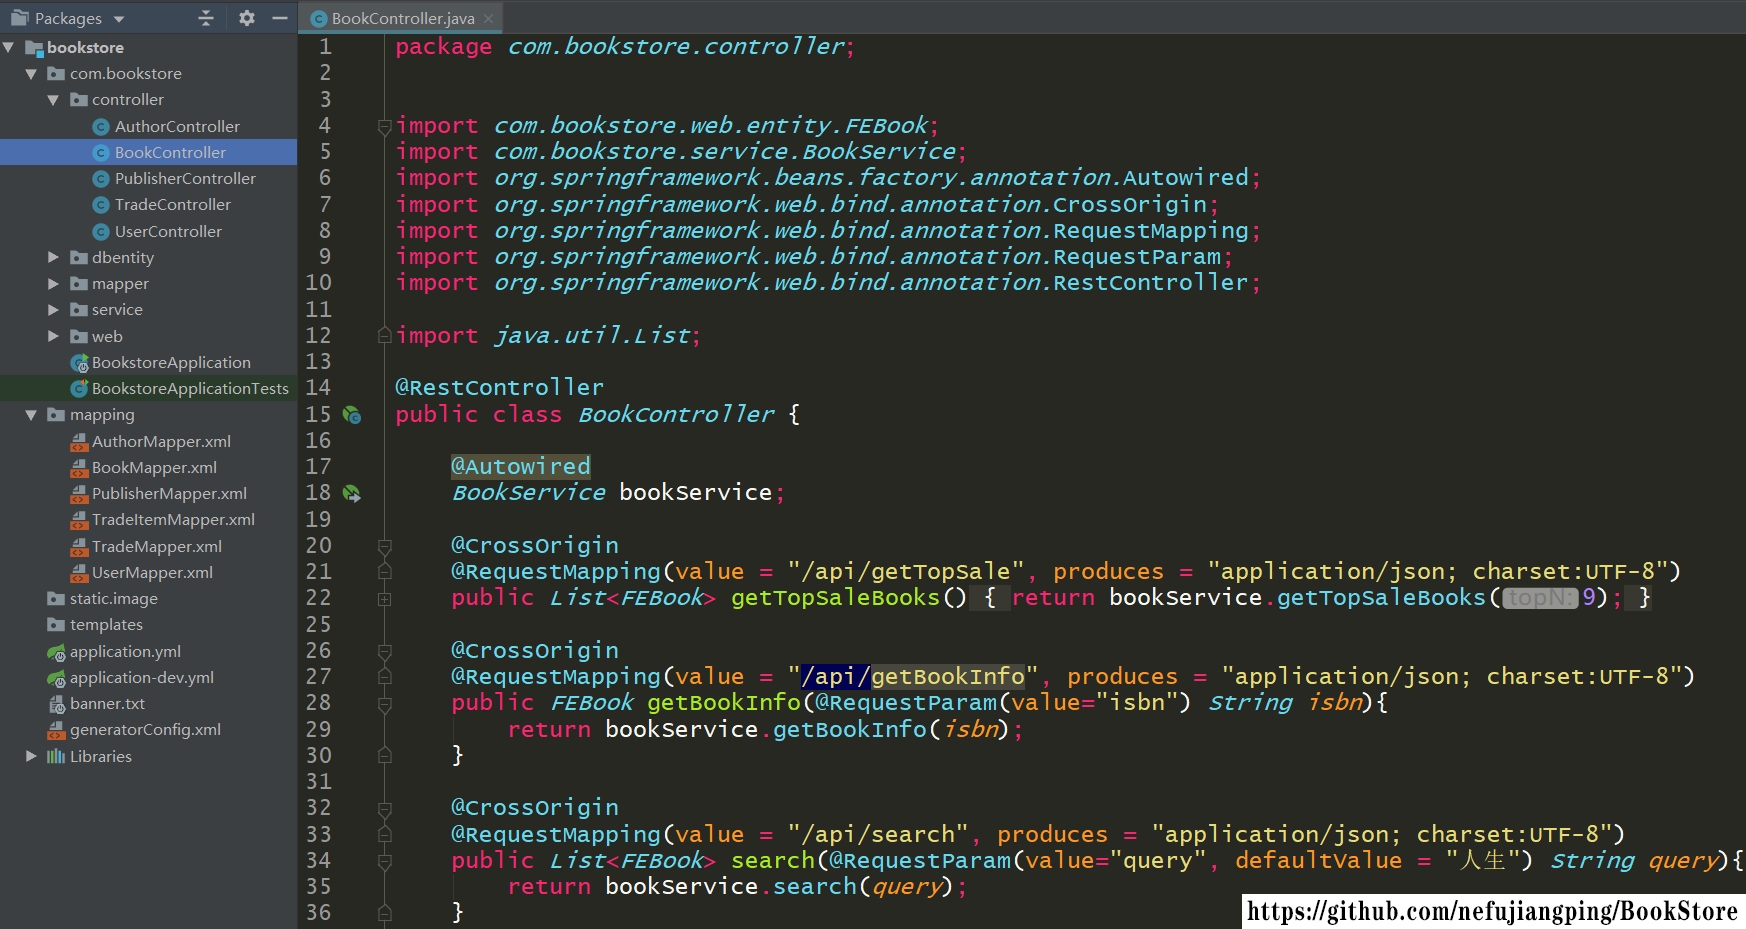 Packages
bookstore
com.bookstore
controller
AuthorController
BookController
PublisherController
TradeController
UserController
dbentity
mapper
service
web
BookstoreApplication
BookstoreApplicationTests
mapping
AuthorMapper.xml
BookMapper.xml
PublisherMapper.xml
TradeItemMapper.xml
TradeMapper.xml
UserMapper.xml
static.image
templates
application.yml
application-dev.yml
banner.txt
generatorConfig.xml
Libraries
BookController.java
1 package com.bookstore.controller;
2
3
4 import com.bookstore.web.entity.FEBook;
5 import com.bookstore.service.BookService;
6 import org.springframework.beans.factory.annotation.Autowired;
7 import org.springframework.web.bind.annotation.CrossOrigin;
8 import org.springframework.web.bind.annotation.RequestMapping;
9 import org.springframework.web.bind.annotation.RequestParam;
10 import org.springframework.web.bind.annotation.RestController;
11
12 import java.util.List;
13
14 @RestController
15 public class BookController {
16
17 @Autowired
18 BookService bookService;
19
20 @CrossOrigin
21 @RequestMapping(value = "/api/getTopSale", produces = "application/json; charset:UTF-8")
22 public List<FEBook> getTopSaleBooks() { return bookService.getTopSaleBooks( topN: 9); }
25
26 @CrossOrigin
27 @RequestMapping(value = "/api/getBookInfo", produces = "application/json; charset:UTF-8")
28 public FEBook getBookInfo(@RequestParam(value="isbn") String isbn){
29 return bookService.getBookInfo(isbn);
30 }
31
32 @CrossOrigin
33 @RequestMapping(value = "/api/search", produces = "application/json; charset:UTF-8")
34 public List<FEBook> search(@RequestParam(value="query", defaultValue = "人生") String query){
35 return bookService.search(query);
36 }
https://github.com/nefujiangping/BookStore